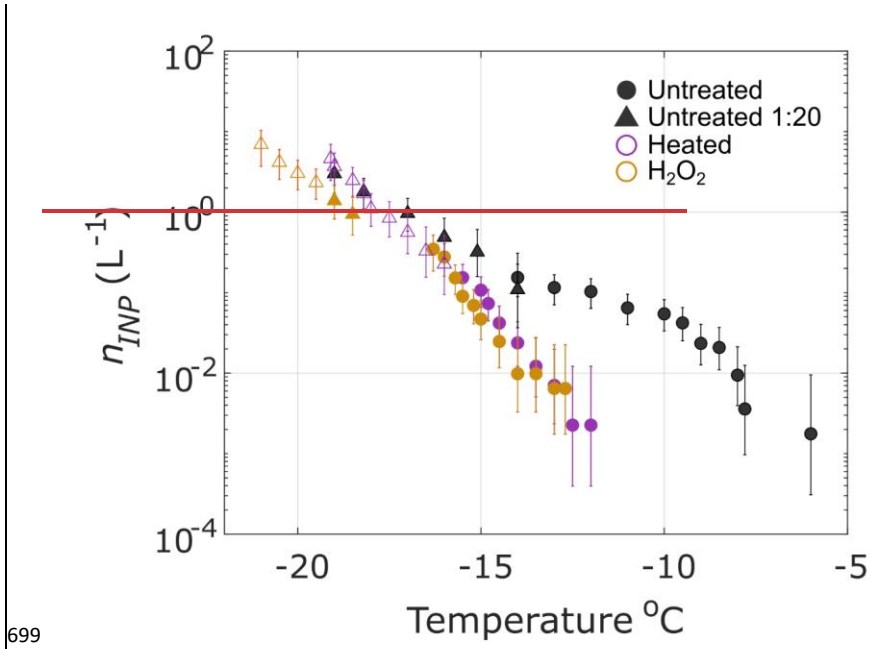 10^2
Untreated
Untreated 1:20
Heated
H₂O₂
10^0
n_INP (L^-1)
10^-2
10^-4
-20 -15 -10 -5
Temperature °C
699